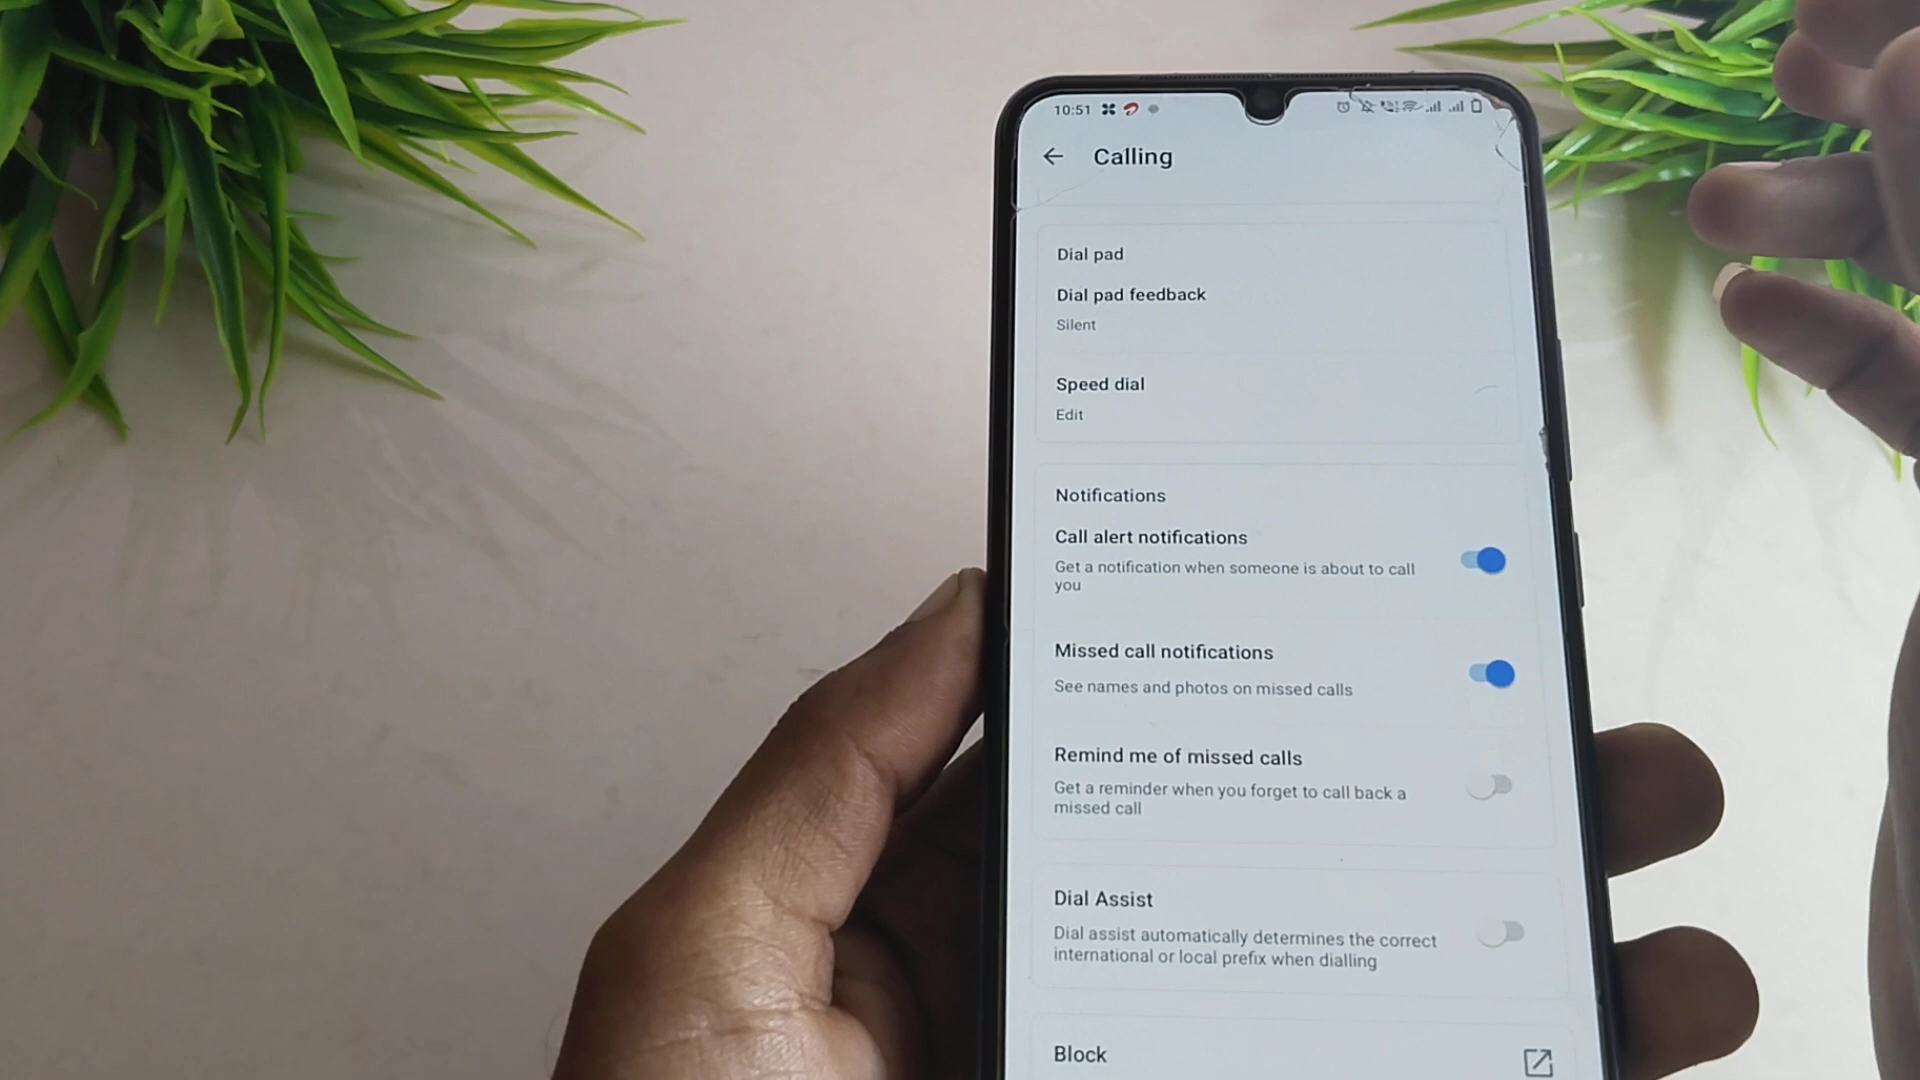 10:51
Calling
Dial pad
Dial pad feedback
Silent
Speed dial
Edit
Notifications
Call alert notifications
Get a notification when someone is about to call
you
Missed call notifications
See names and photos on missed calls
Remind me of missed calls
Get a reminder when you forget to call back a
missed call
Dial Assist
Dial assist automatically determines the correct
international or local prefix when dialling
Block